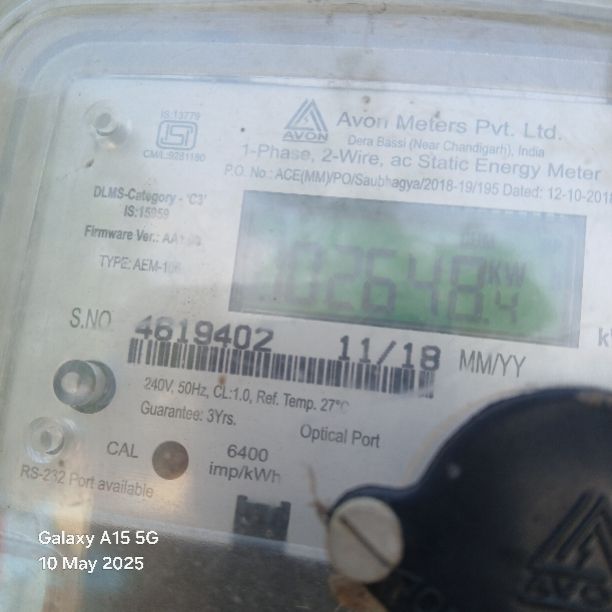 IS:13779
ISI
CM/L:9281180
AVON
Avon Meters Pvt. Ltd.
Dera Bassi (Near Chandigarh), India
1-Phase, 2-Wire, ac Static Energy Meter
P.O. No.: ACE(MM)/PO/Saubhagya/2018-19/195 Dated: 12-10-2018
DLMS-Category - 'C3'
IS:15959
Firmware Ver.:
TYPE: AEM-
02648.4
KW
S.NO.
4619402
11/18
MM/YY
240V, 50Hz, CL:1.0, Ref. Temp. 27°C
Guarantee: 3Yrs.
Optical Port
CAL
6400
imp/kWh
RS-232 Port available
AVON
Galaxy A15 5G
10 May 2025